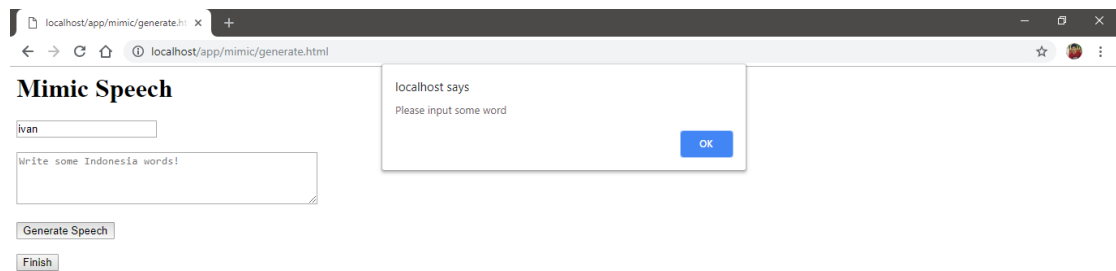 localhost/app/mimic/generate.ht
localhost/app/mimic/generate.html
Mimic Speech
localhost says
Please input some word
OK
ivan
Write some Indonesia words!
Generate Speech
Finish